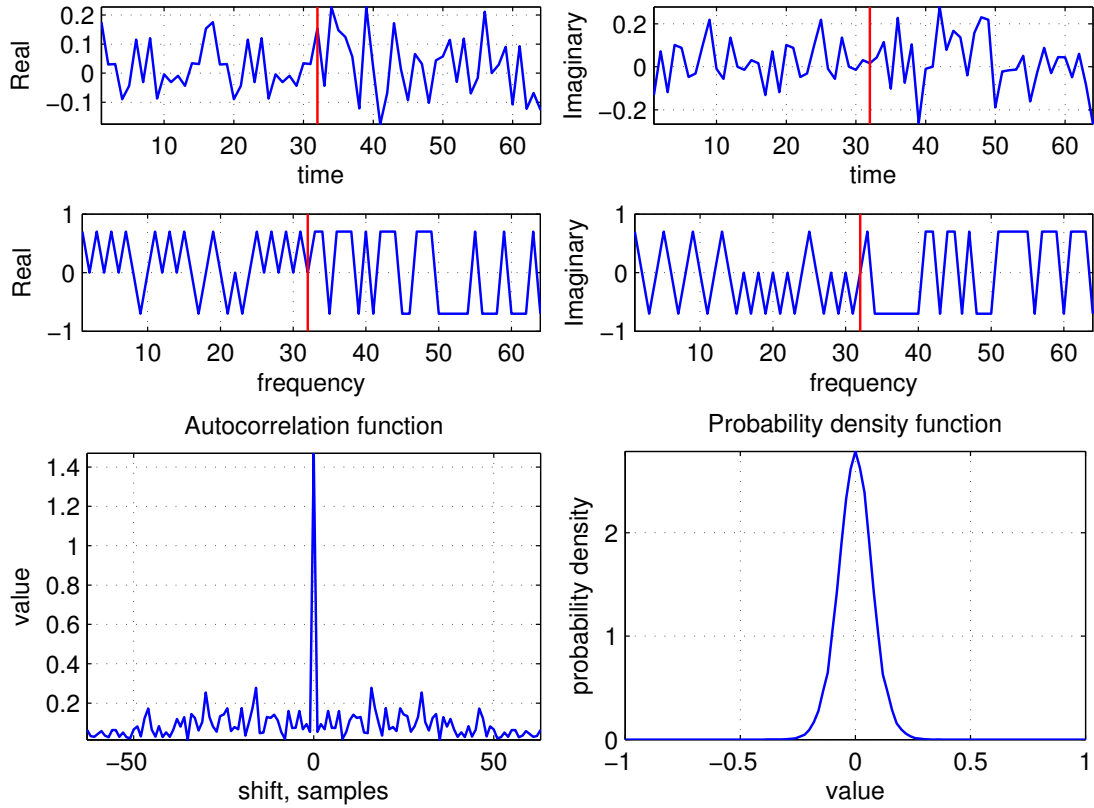 Real
0.2
0.1
0
−0.1
10 20 30 40 50 60
time
Imaginary
0.2
0
−0.2
10 20 30 40 50 60
time
Real
1
0
−1
10 20 30 40 50 60
frequency
Imaginary
1
0
−1
10 20 30 40 50 60
frequency
Autocorrelation function
value
1.4
1.2
1
0.8
0.6
0.4
0.2
−50 0 50
shift, samples
Probability density function
probability density
2
1
0
−1 −0.5 0 0.5 1
value